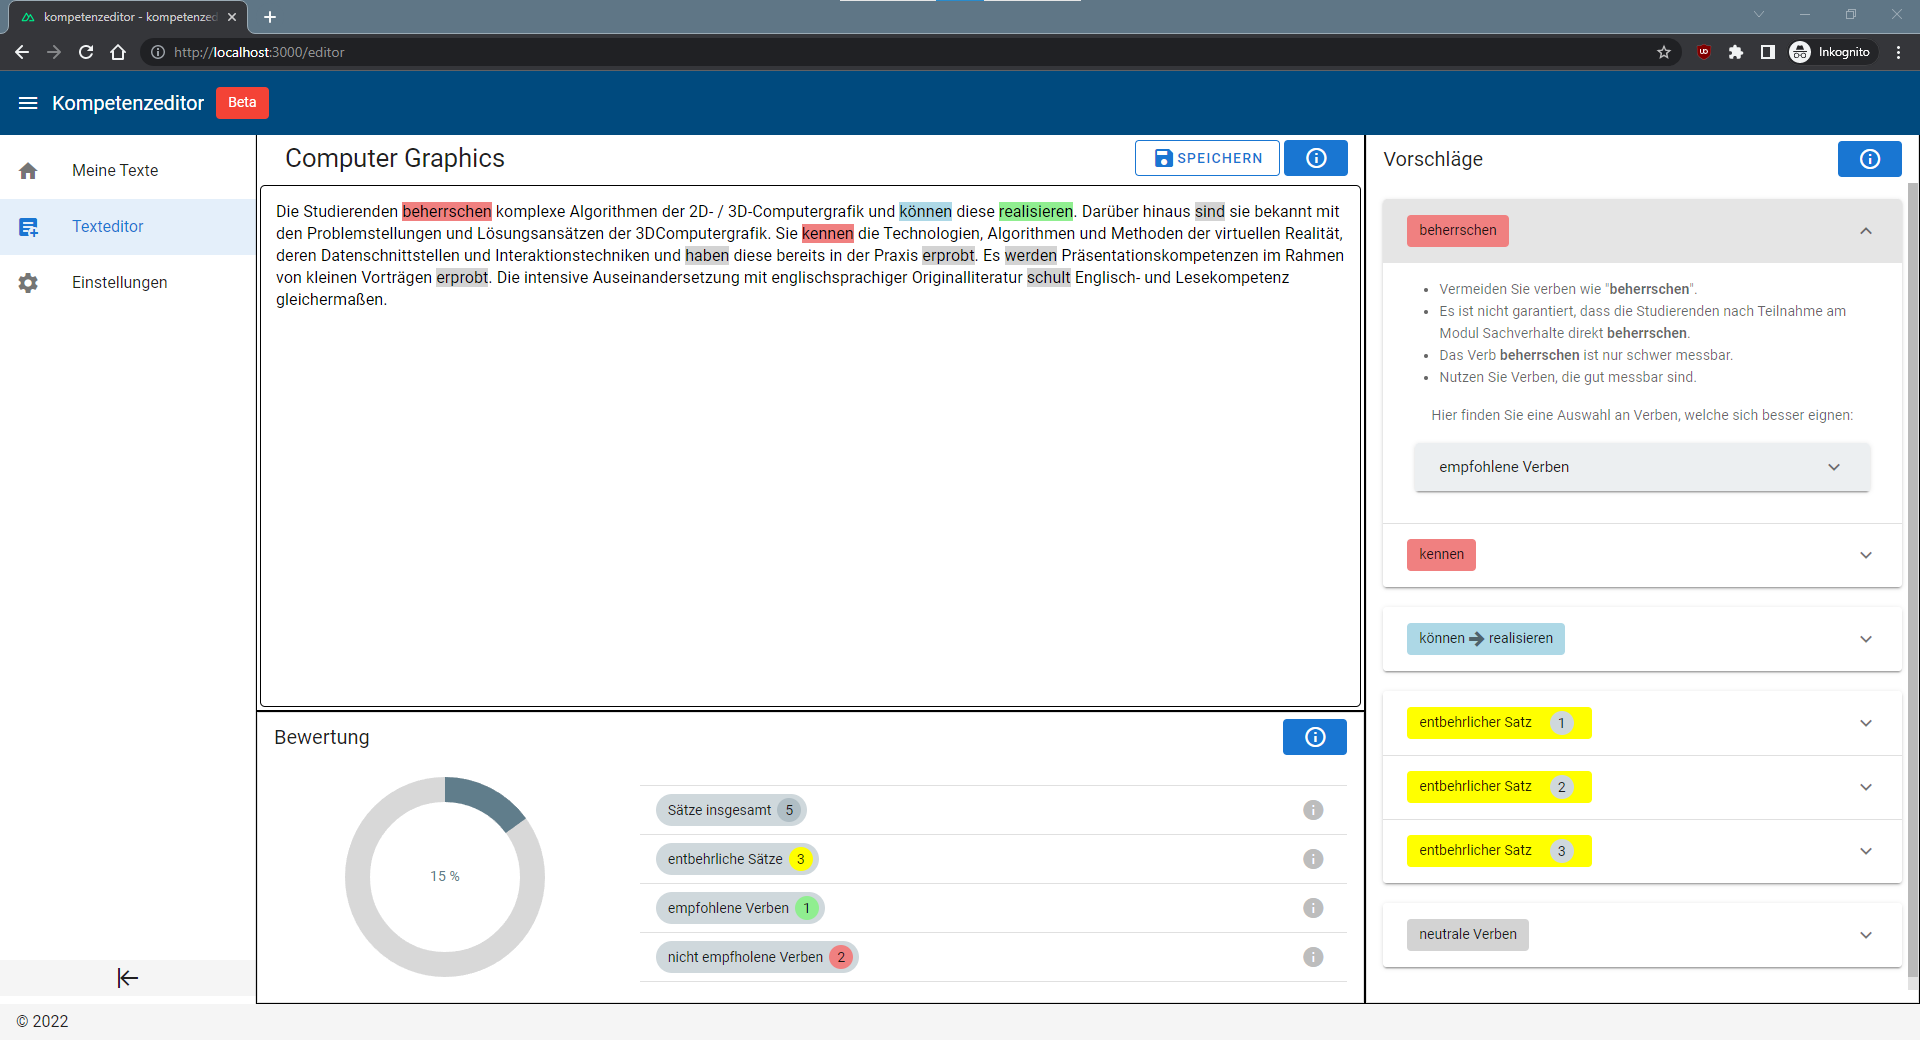 kompetenzeditor - kompetenzed
http://localhost:3000/editor
Inkognito
Kompetenzeditor
Beta
Meine Texte
Texteditor
Einstellungen
Computer Graphics
SPEICHERN
Die Studierenden beherrschen komplexe Algorithmen der 2D- / 3D-Computergrafik und können diese realisieren. Darüber hinaus sind sie bekannt mit
den Problemstellungen und Lösungsansätzen der 3DComputergrafik. Sie kennen die Technologien, Algorithmen und Methoden der virtuellen Realität,
deren Datenschnittstellen und Interaktionstechniken und haben diese bereits in der Praxis erprobt. Es werden Präsentationskompetenzen im Rahmen
von kleinen Vorträgen erprobt. Die intensive Auseinandersetzung mit englischsprachiger Originalliteratur schult Englisch- und Lesekompetenz
gleichermaßen.
Bewertung
15 %
Sätze insgesamt 5
entbehrliche Sätze 3
empfohlene Verben 1
nicht empfholene Verben 2
Vorschläge
beherrschen
Vermeiden Sie verben wie "beherrschen".
Es ist nicht garantiert, dass die Studierenden nach Teilnahme am
Modul Sachverhalte direkt beherrschen.
Das Verb beherrschen ist nur schwer messbar.
Nutzen Sie Verben, die gut messbar sind.
Hier finden Sie eine Auswahl an Verben, welche sich besser eignen:
empfohlene Verben
kennen
können → realisieren
entbehrlicher Satz 1
entbehrlicher Satz 2
entbehrlicher Satz 3
neutrale Verben
© 2022